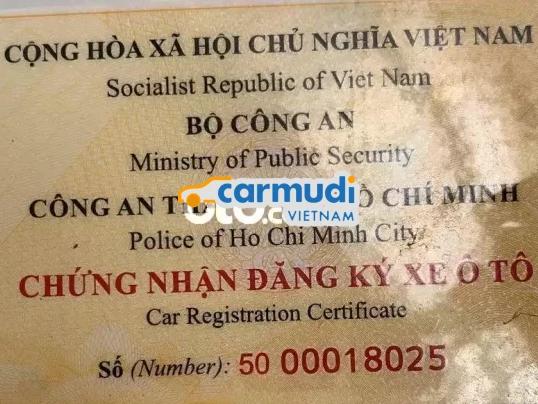 CỘNG HÒA XÃ HỘI CHỦ NGHĨA VIỆT NAM
Socialist Republic of Viet Nam
BỘ CÔNG AN
Ministry of Public Security
CÔNG AN CHÍ MINH
carmudi
VIETNAM
Police of Ho Chi Minh City
CHỨNG NHẬN ĐĂNG KÝ XE Ô TÔ
Car Registration Certificate
Số (Number): 50 00018025